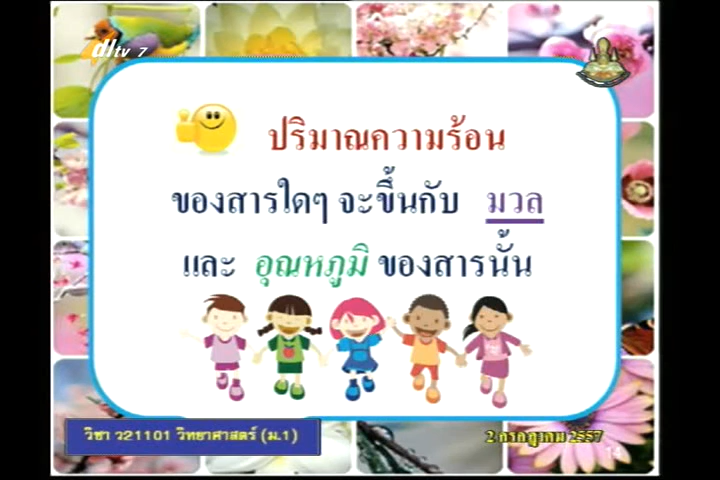 dltv 7
ปริมาณความร้อน
ของสารใดๆ จะขึ้นกับ มวล
และ อุณหภูมิ ของสารนั้น
วิชา ว21101 วิทยาศาสตร์ (ม.1)
2 กรกฎาคม 2557
14